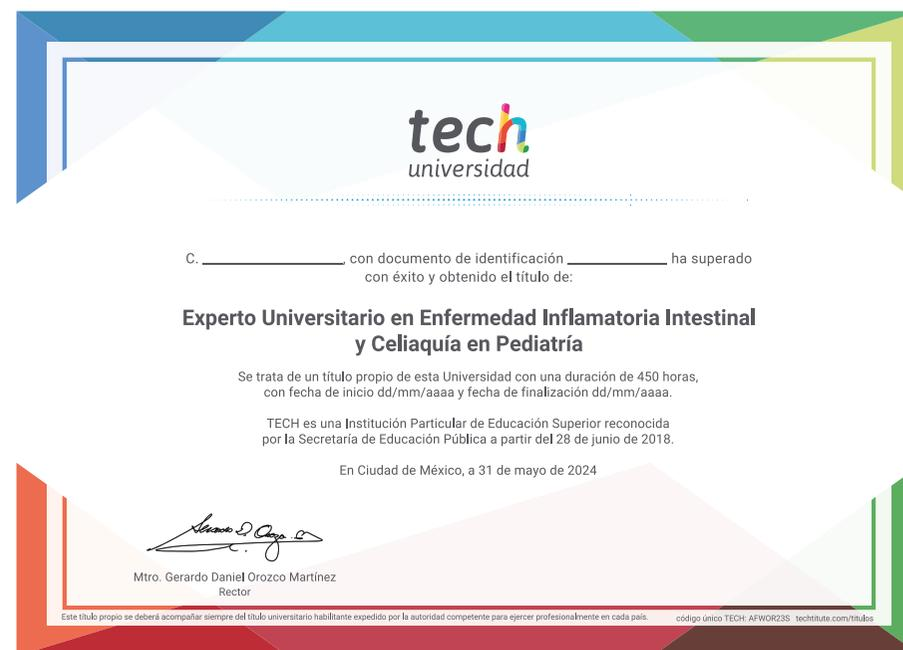 tech
universidad
C. ____________________, con documento de identificación ______________ ha superado
con éxito y obtenido el título de:
Experto Universitario en Enfermedad Inflamatoria Intestinal
y Celiaquía en Pediatría
Se trata de un título propio de esta Universidad con una duración de 450 horas,
con fecha de inicio dd/mm/aaaa y fecha de finalización dd/mm/aaaa.
TECH es una Institución Particular de Educación Superior reconocida
por la Secretaría de Educación Pública a partir del 28 de junio de 2018.
En Ciudad de México, a 31 de mayo de 2024
Mtro. Gerardo Daniel Orozco Martínez
Rector
Este título propio se deberá acompañar siempre del título universitario habilitante expedido por la autoridad competente para ejercer profesionalmente en cada país. código único TECH: AFWOR23S techtitute.com/titulos